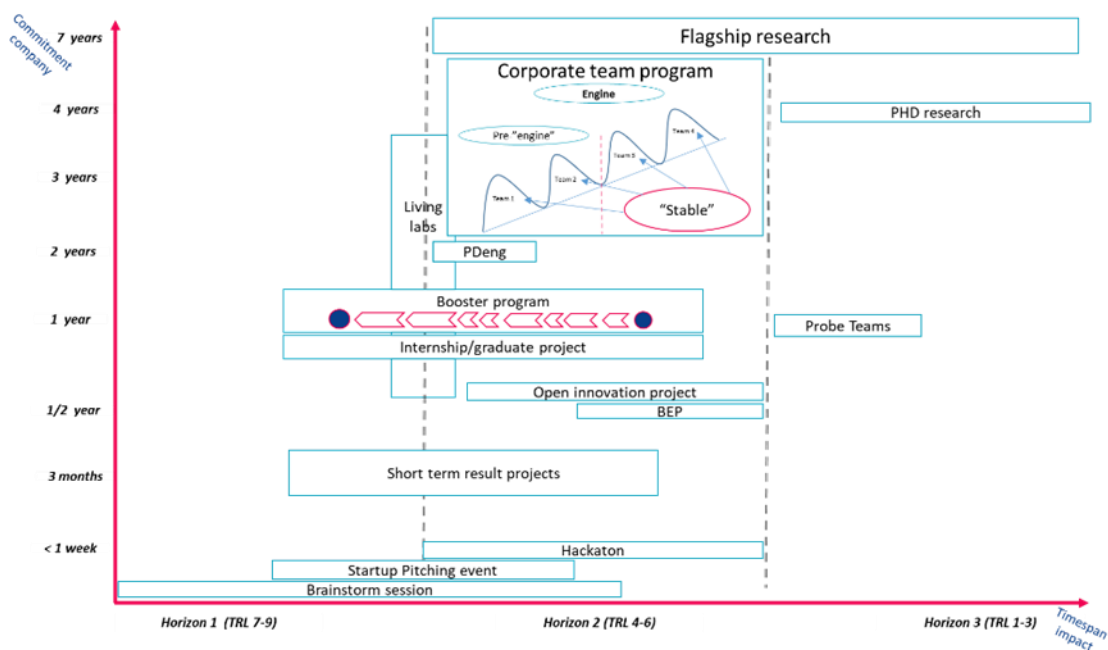 Commitment
company
7 years
Flagship research
Corporate team program
Engine
4 years
PHD research
Pre "engine"
Team 4
Team 3
3 years
Team 2
Team 1
Living
labs
"Stable"
2 years
PDeng
Booster program
1 year
Probe Teams
Internship/graduate project
Open innovation project
1/2 year
BEP
3 months
Short term result projects
< 1 week
Hackaton
Startup Pitching event
Brainstorm session
Horizon 1 (TRL 7-9)
Horizon 2 (TRL 4-6)
Horizon 3 (TRL 1-3)
Timespan
impact